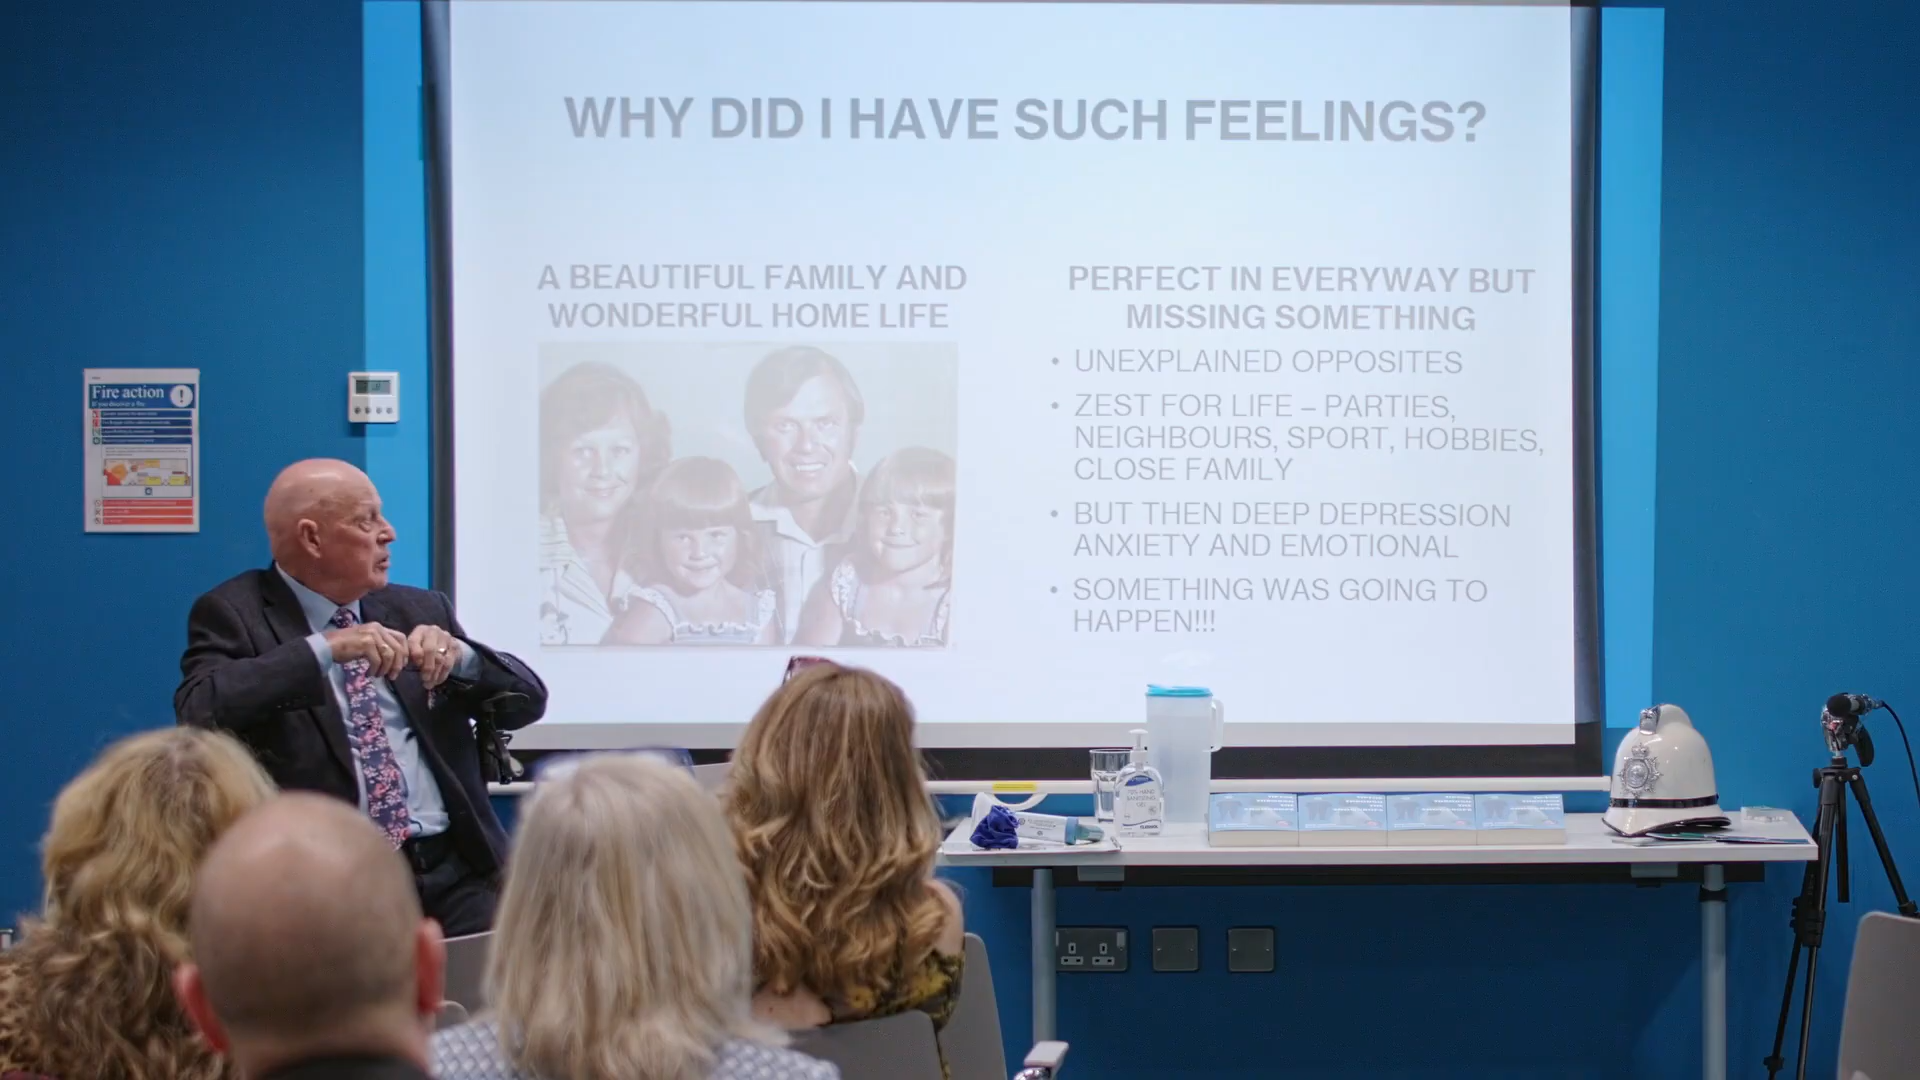 WHY DID I HAVE SUCH FEELINGS?
A BEAUTIFUL FAMILY AND
WONDERFUL HOME LIFE
PERFECT IN EVERYWAY BUT
MISSING SOMETHING
• UNEXPLAINED OPPOSITES
• ZEST FOR LIFE – PARTIES,
NEIGHBOURS, SPORT, HOBBIES,
CLOSE FAMILY
• BUT THEN DEEP DEPRESSION
ANXIETY AND EMOTIONAL
• SOMETHING WAS GOING TO
HAPPEN!!!
Fire action